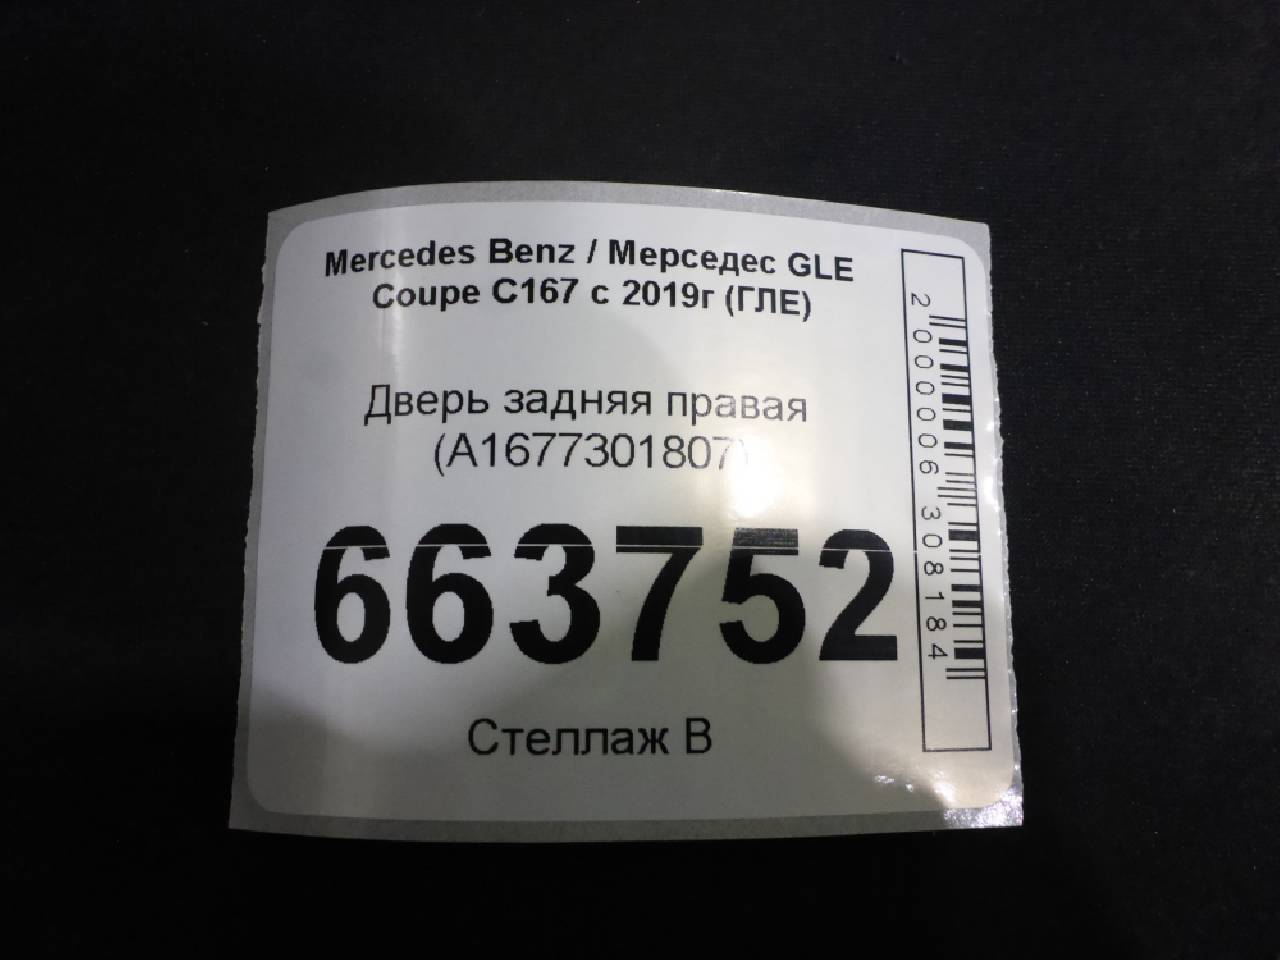 Mercedes Benz / Мерседес GLE
Coupe C167 с 2019г (ГЛЕ)
Дверь задняя правая
(A1677301807)
663752
Стеллаж В
2000006308184